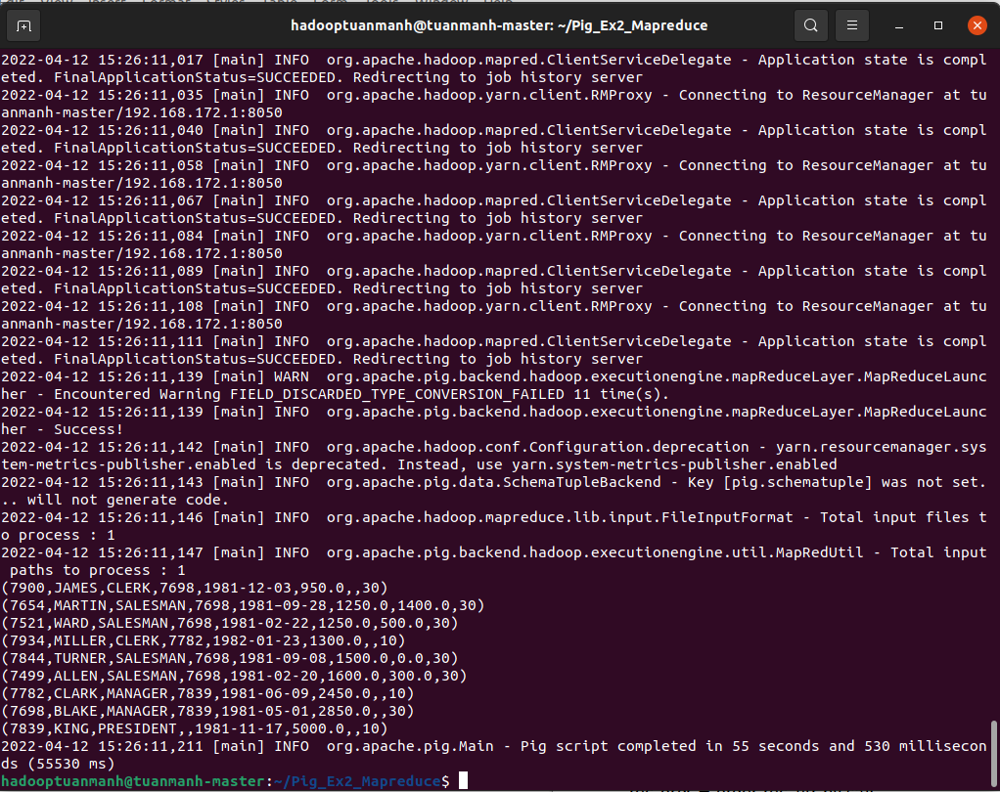 hadooptuanmanh@tuanmanh-master: ~/Pig_Ex2_Mapreduce
2022-04-12 15:26:11,017 [main] INFO  org.apache.hadoop.mapred.ClientServiceDelegate - Application state is compl
eted. FinalApplicationStatus=SUCCEEDED. Redirecting to job history server
2022-04-12 15:26:11,035 [main] INFO  org.apache.hadoop.yarn.client.RMProxy - Connecting to ResourceManager at tu
anmanh-master/192.168.172.1:8050
2022-04-12 15:26:11,040 [main] INFO  org.apache.hadoop.mapred.ClientServiceDelegate - Application state is compl
eted. FinalApplicationStatus=SUCCEEDED. Redirecting to job history server
2022-04-12 15:26:11,058 [main] INFO  org.apache.hadoop.yarn.client.RMProxy - Connecting to ResourceManager at tu
anmanh-master/192.168.172.1:8050
2022-04-12 15:26:11,067 [main] INFO  org.apache.hadoop.mapred.ClientServiceDelegate - Application state is compl
eted. FinalApplicationStatus=SUCCEEDED. Redirecting to job history server
2022-04-12 15:26:11,084 [main] INFO  org.apache.hadoop.yarn.client.RMProxy - Connecting to ResourceManager at tu
anmanh-master/192.168.172.1:8050
2022-04-12 15:26:11,089 [main] INFO  org.apache.hadoop.mapred.ClientServiceDelegate - Application state is compl
eted. FinalApplicationStatus=SUCCEEDED. Redirecting to job history server
2022-04-12 15:26:11,108 [main] INFO  org.apache.hadoop.yarn.client.RMProxy - Connecting to ResourceManager at tu
anmanh-master/192.168.172.1:8050
2022-04-12 15:26:11,111 [main] INFO  org.apache.hadoop.mapred.ClientServiceDelegate - Application state is compl
eted. FinalApplicationStatus=SUCCEEDED. Redirecting to job history server
2022-04-12 15:26:11,139 [main] WARN  org.apache.pig.backend.hadoop.executionengine.mapReduceLayer.MapReduceLaunc
her - Encountered Warning FIELD_DISCARDED_TYPE_CONVERSION_FAILED 11 time(s).
2022-04-12 15:26:11,139 [main] INFO  org.apache.pig.backend.hadoop.executionengine.mapReduceLayer.MapReduceLaunc
her - Success!
2022-04-12 15:26:11,142 [main] INFO  org.apache.hadoop.conf.Configuration.deprecation - yarn.resourcemanager.sys
tem-metrics-publisher.enabled is deprecated. Instead, use yarn.system-metrics-publisher.enabled
2022-04-12 15:26:11,143 [main] INFO  org.apache.pig.data.SchemaTupleBackend - Key [pig.schematuple] was not set.
.. will not generate code.
2022-04-12 15:26:11,146 [main] INFO  org.apache.hadoop.mapreduce.lib.input.FileInputFormat - Total input files t
o process : 1
2022-04-12 15:26:11,147 [main] INFO  org.apache.pig.backend.hadoop.executionengine.util.MapRedUtil - Total input
 paths to process : 1
(7900,JAMES,CLERK,7698,1981-12-03,950.0,,30)
(7654,MARTIN,SALESMAN,7698,1981-09-28,1250.0,1400.0,30)
(7521,WARD,SALESMAN,7698,1981-02-22,1250.0,500.0,30)
(7934,MILLER,CLERK,7782,1982-01-23,1300.0,,10)
(7844,TURNER,SALESMAN,7698,1981-09-08,1500.0,0.0,30)
(7499,ALLEN,SALESMAN,7698,1981-02-20,1600.0,300.0,30)
(7782,CLARK,MANAGER,7839,1981-06-09,2450.0,,10)
(7698,BLAKE,MANAGER,7839,1981-05-01,2850.0,,30)
(7839,KING,PRESIDENT,,1981-11-17,5000.0,,10)
2022-04-12 15:26:11,211 [main] INFO  org.apache.pig.Main - Pig script completed in 55 seconds and 530 millisecon
ds (55530 ms)
hadooptuanmanh@tuanmanh-master:~/Pig_Ex2_Mapreduce$